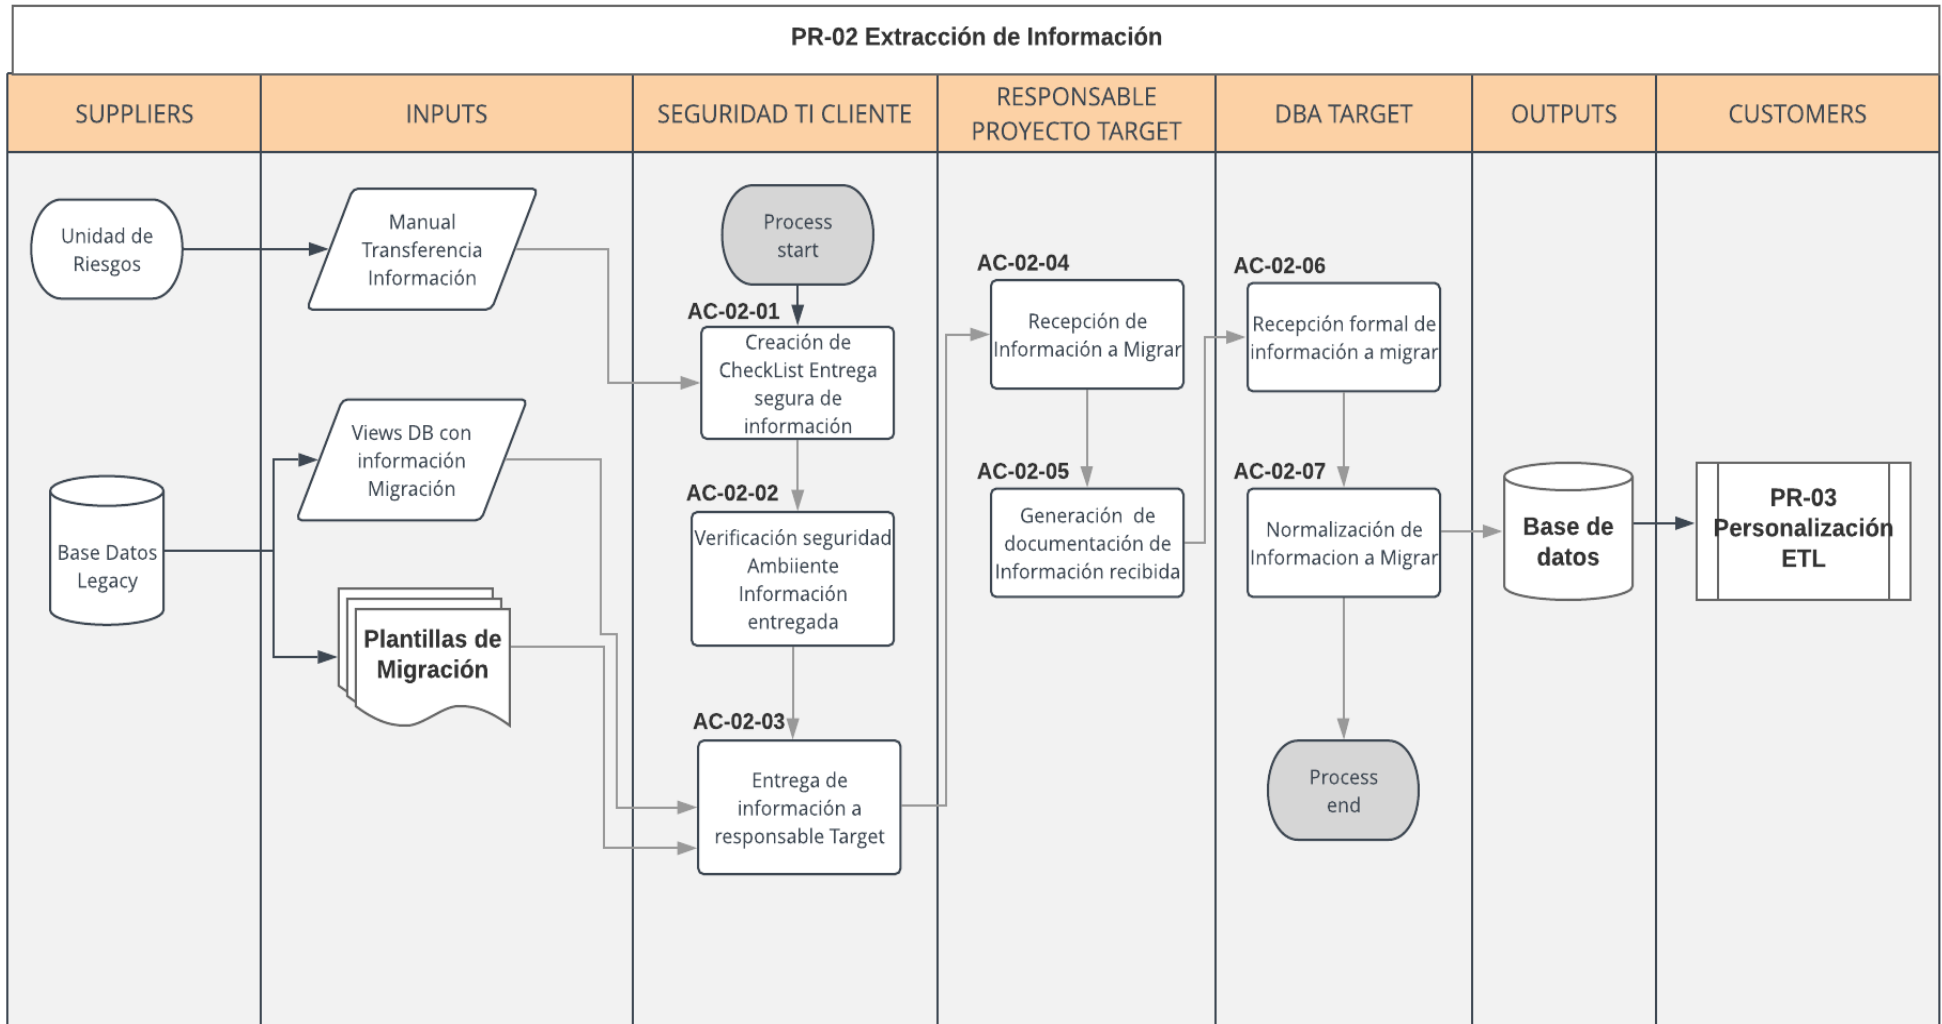 PR-02 Extracción de Información
SUPPLIERS
INPUTS
SEGURIDAD TI CLIENTE
RESPONSABLE
PROYECTO TARGET
DBA TARGET
OUTPUTS
CUSTOMERS
Unidad de
Riesgos
Base Datos
Legacy
Manual
Transferencia
Información
Views DB con
información
Migración
Plantillas de
Migración
Process
start
AC-02-01
Creación de
CheckList Entrega
segura de
información
AC-02-02
Verificación seguridad
Ambiiente
Información
entregada
AC-02-03
Entrega de
información a
responsable Target
AC-02-04
Recepción de
Información a Migrar
AC-02-05
Generación de
documentación de
Información recibida
AC-02-06
Recepción formal de
información a migrar
AC-02-07
Normalización de
Informacion a Migrar
Process
end
Base de
datos
PR-03
Personalización
ETL